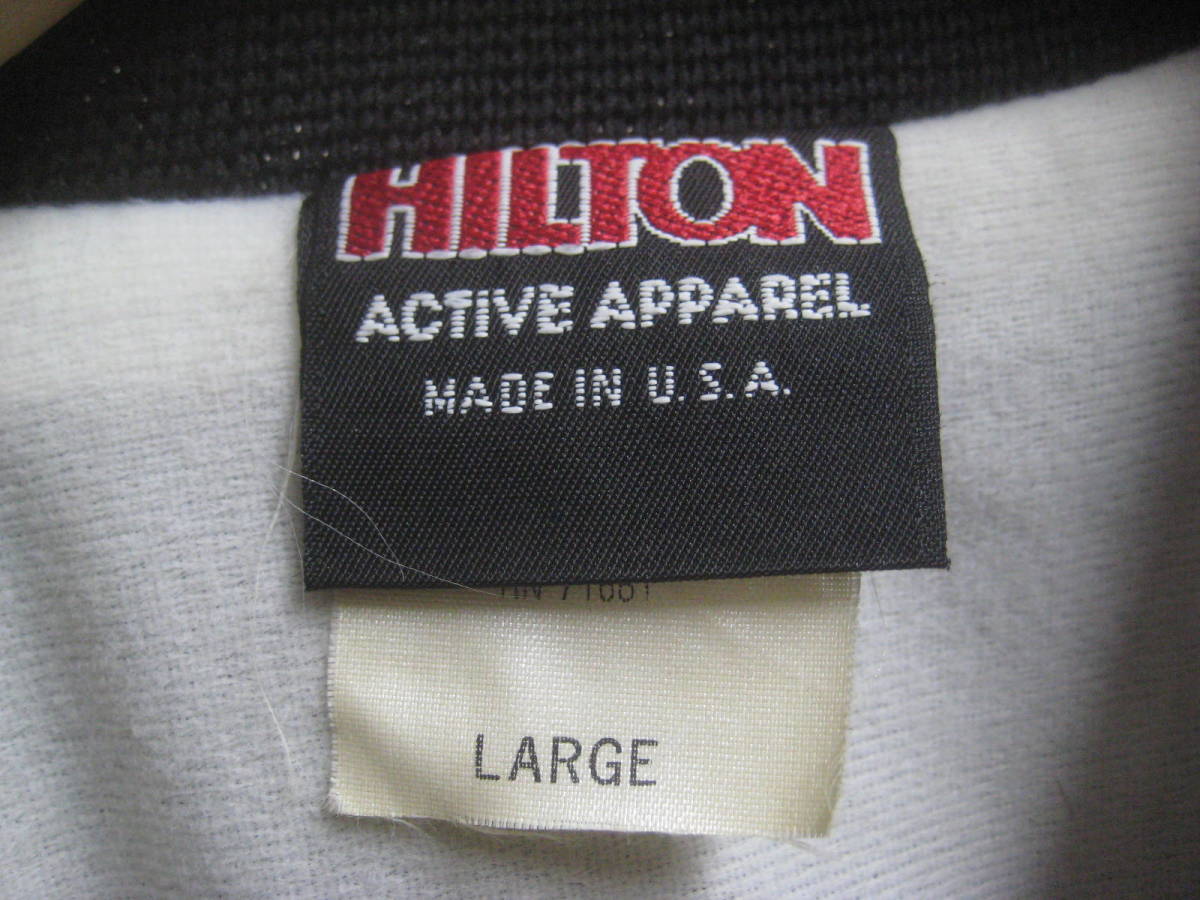 HILTON
ACTIVE APPAREL
MADE IN U.S.A.
LARGE